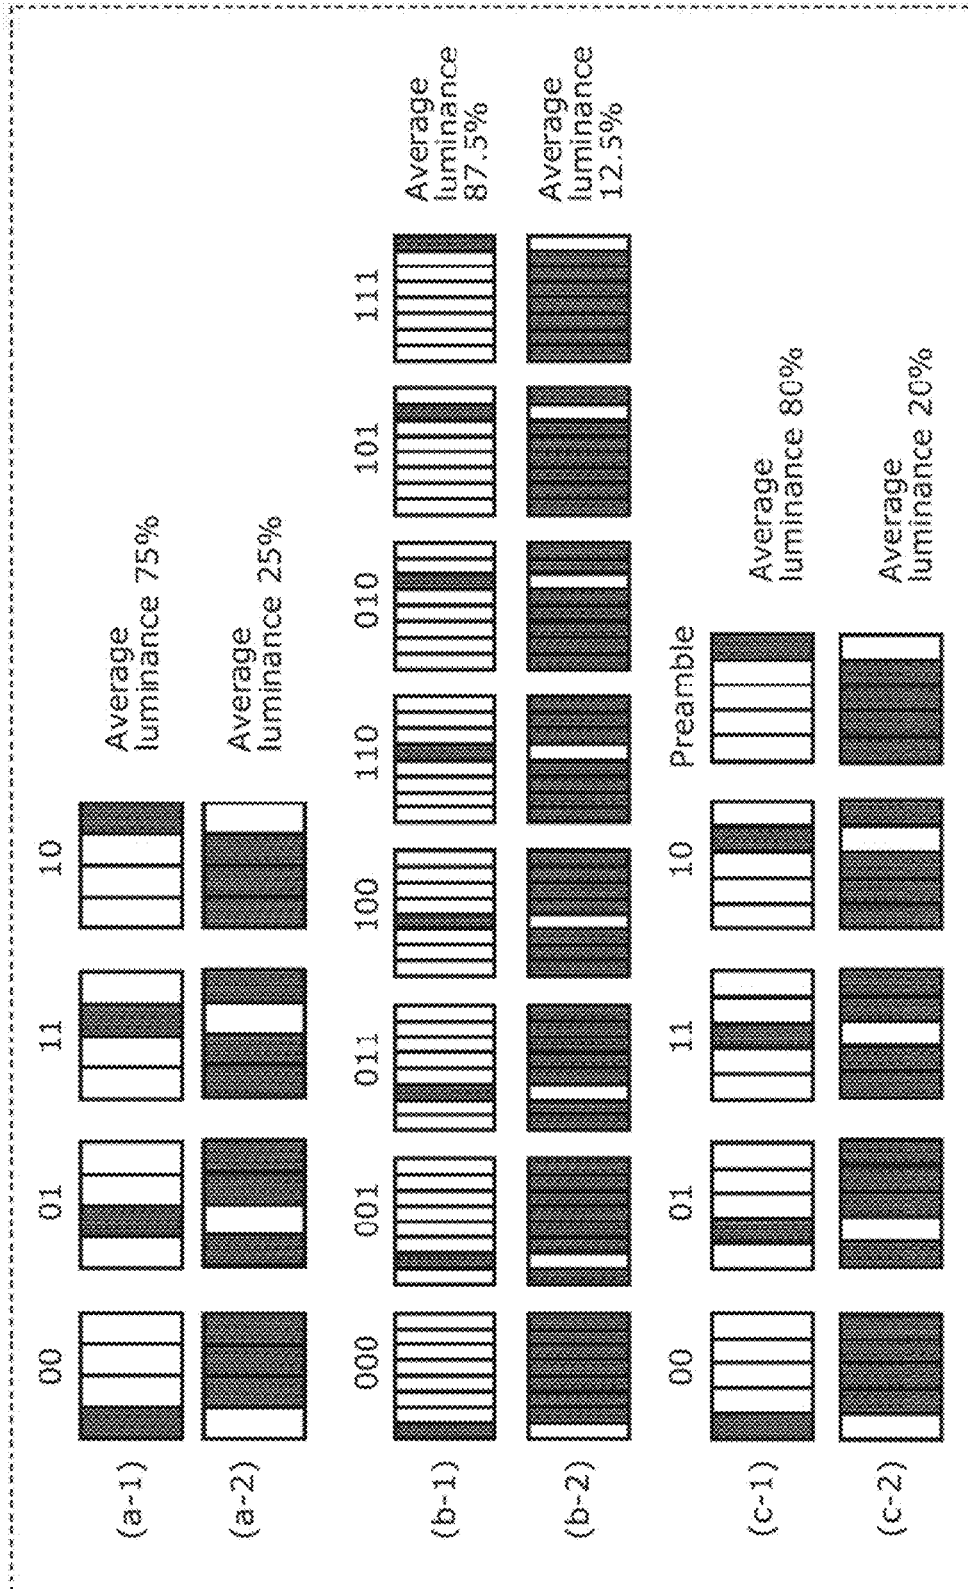 00 01 11 10
(a-1)
Average
luminance 75%
(a-2)
Average
luminance 25%
000 001 011 100 110 010 101 111
(b-1)
Average
luminance
87.5%
(b-2)
Average
luminance
12.5%
00 01 11 10 Preamble
(c-1)
Average
luminance 80%
(c-2)
Average
luminance 20%